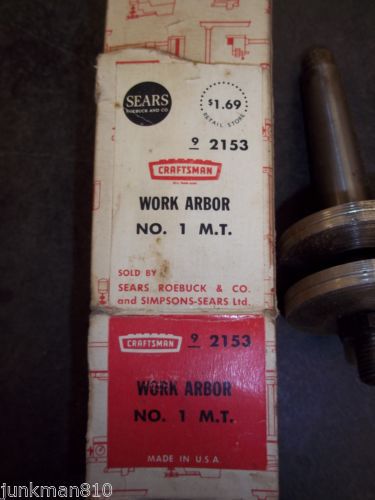 SEARS
ROEBUCK AND CO
$1.69
RETAIL STORE
9 2153
CRAFTSMAN
WORK ARBOR
NO. 1 M.T.
SOLD BY
SEARS ROEBUCK & CO.
and SIMPSONS-SEARS Ltd.
CRAFTSMAN
9 2153
WORK ARBOR
NO. 1 M.T.
MADE IN U.S.A.
junkman810